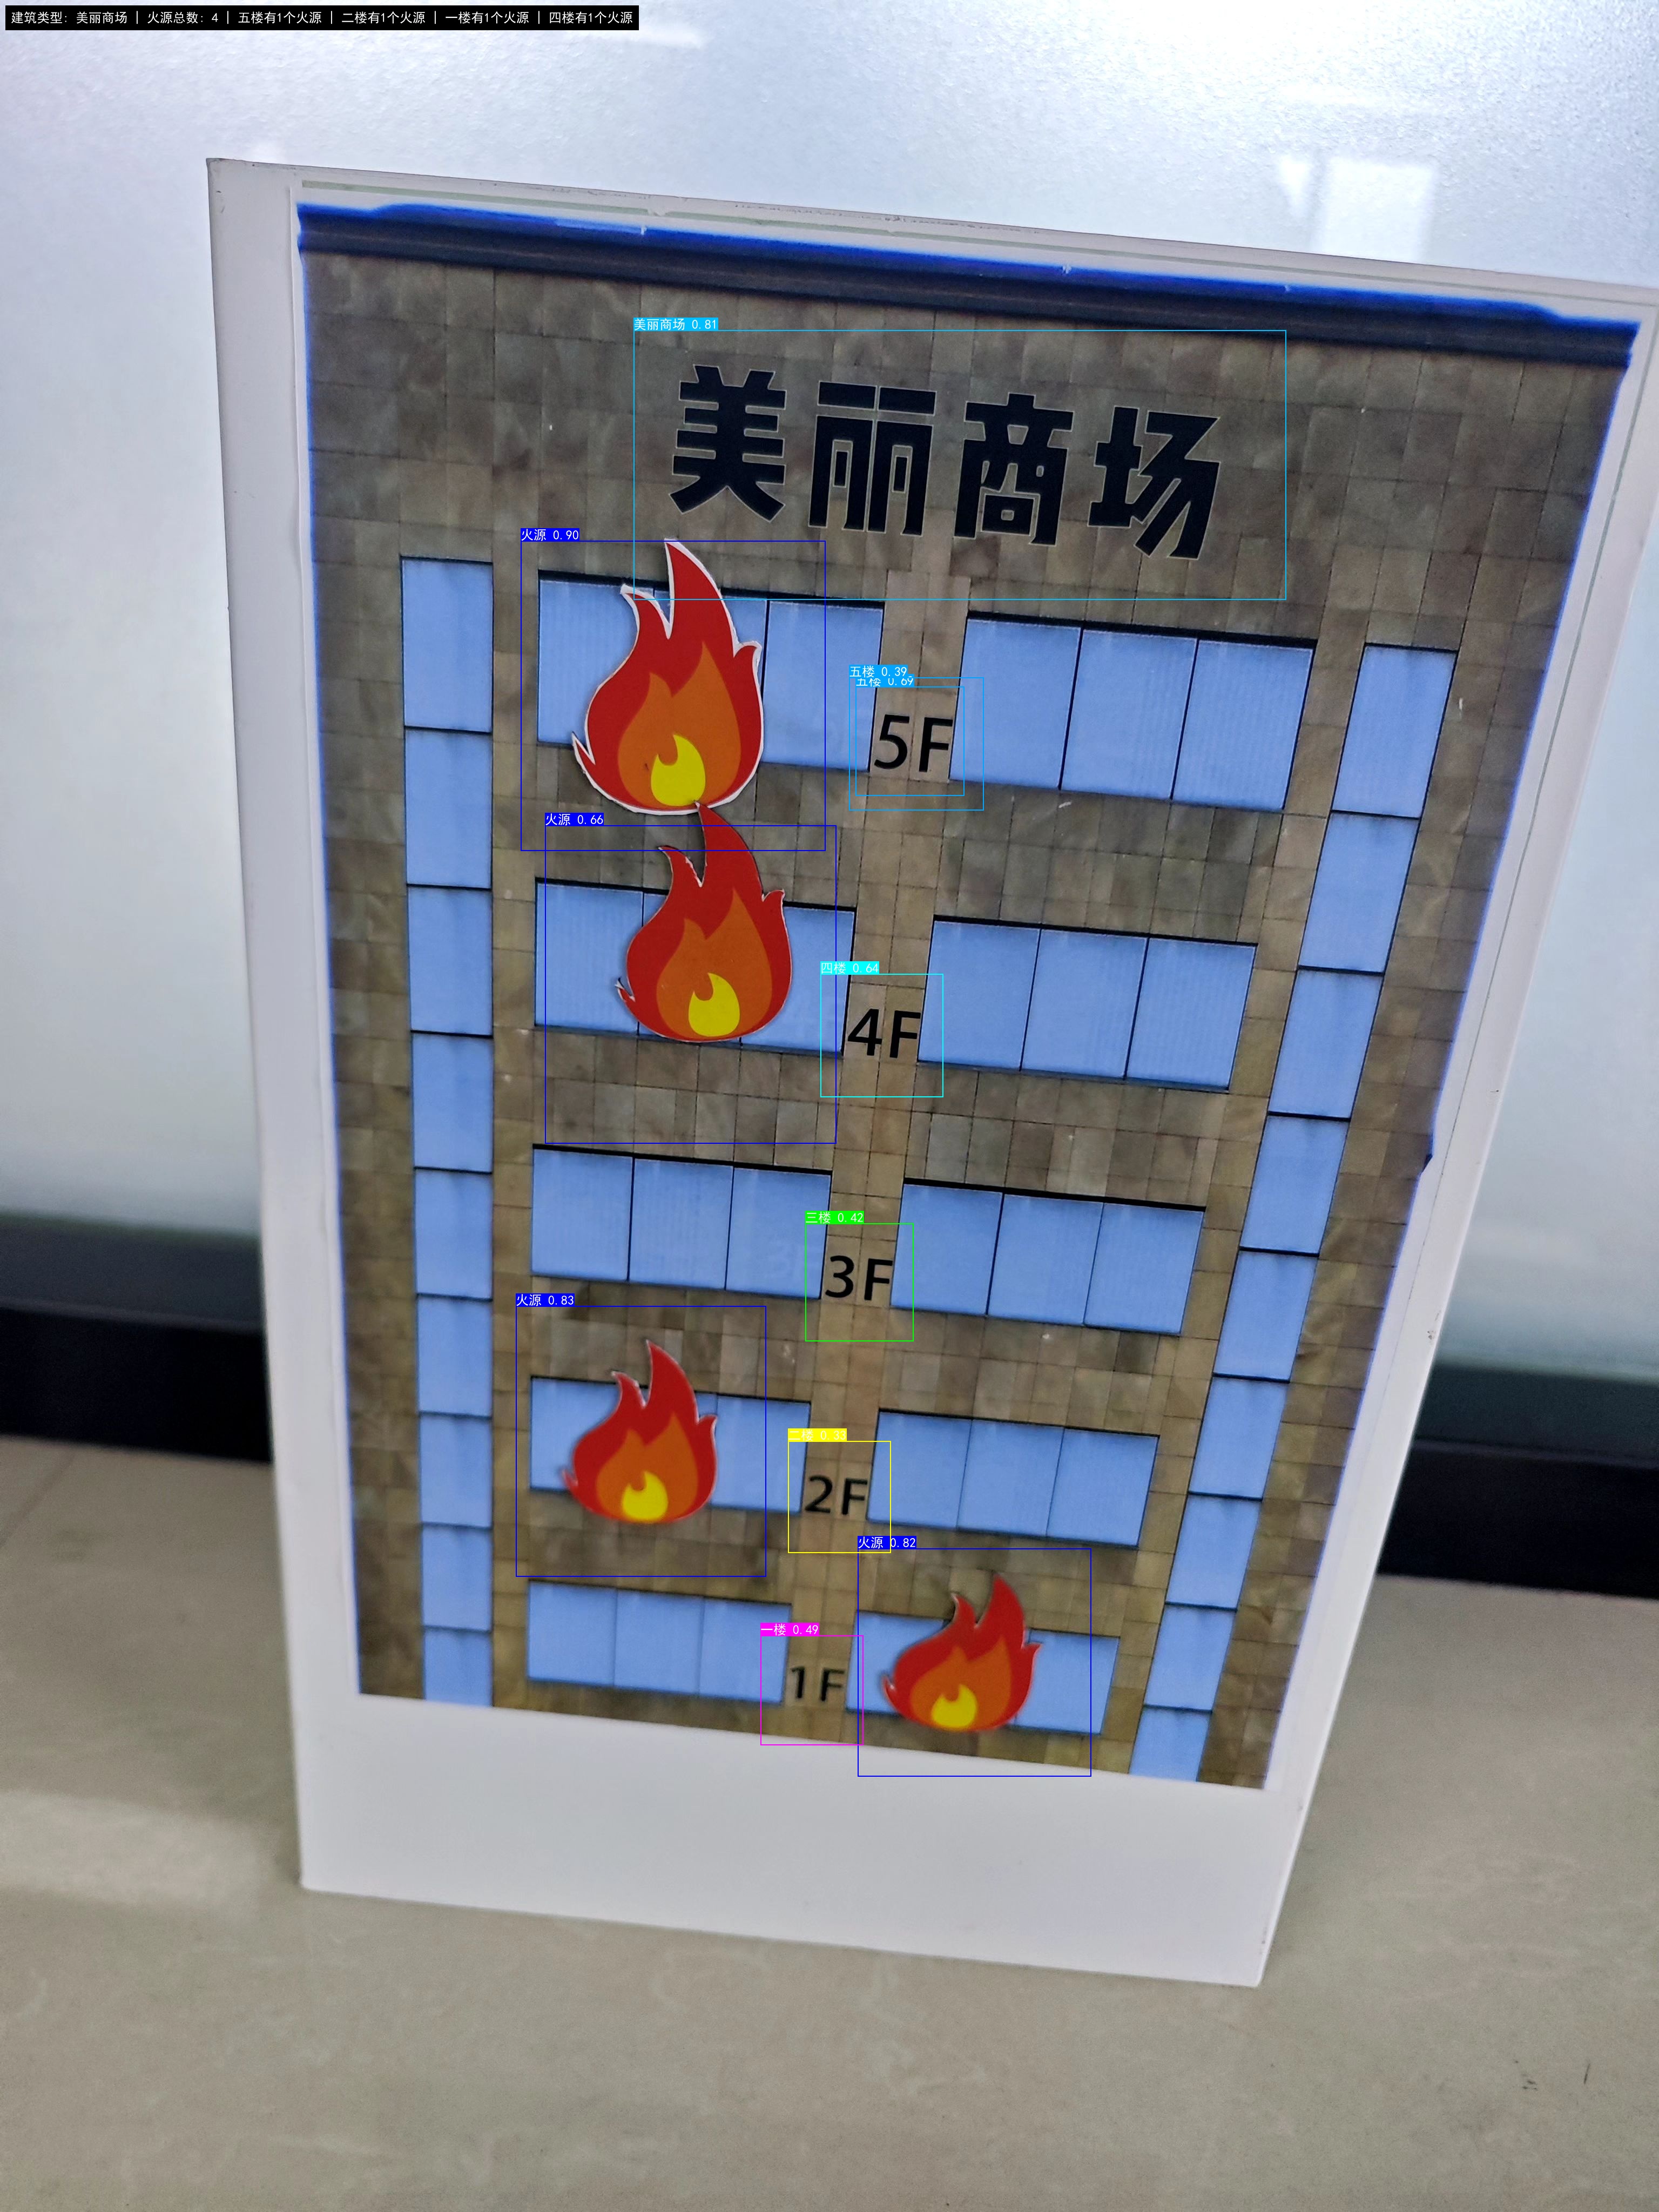 建筑类型: 美丽商场 | 火源总数: 4 | 五楼有1个火源 | 二楼有1个火源 | 一楼有1个火源 | 四楼有1个火源
美丽商场 0.81
美丽商场
火源 0.90
五楼 0.39
五楼 0.69
5F
火源 0.66
四楼 0.64
4F
三楼 0.42
3F
火源 0.83
二楼 0.33
2F
火源 0.82
一楼 0.49
1F